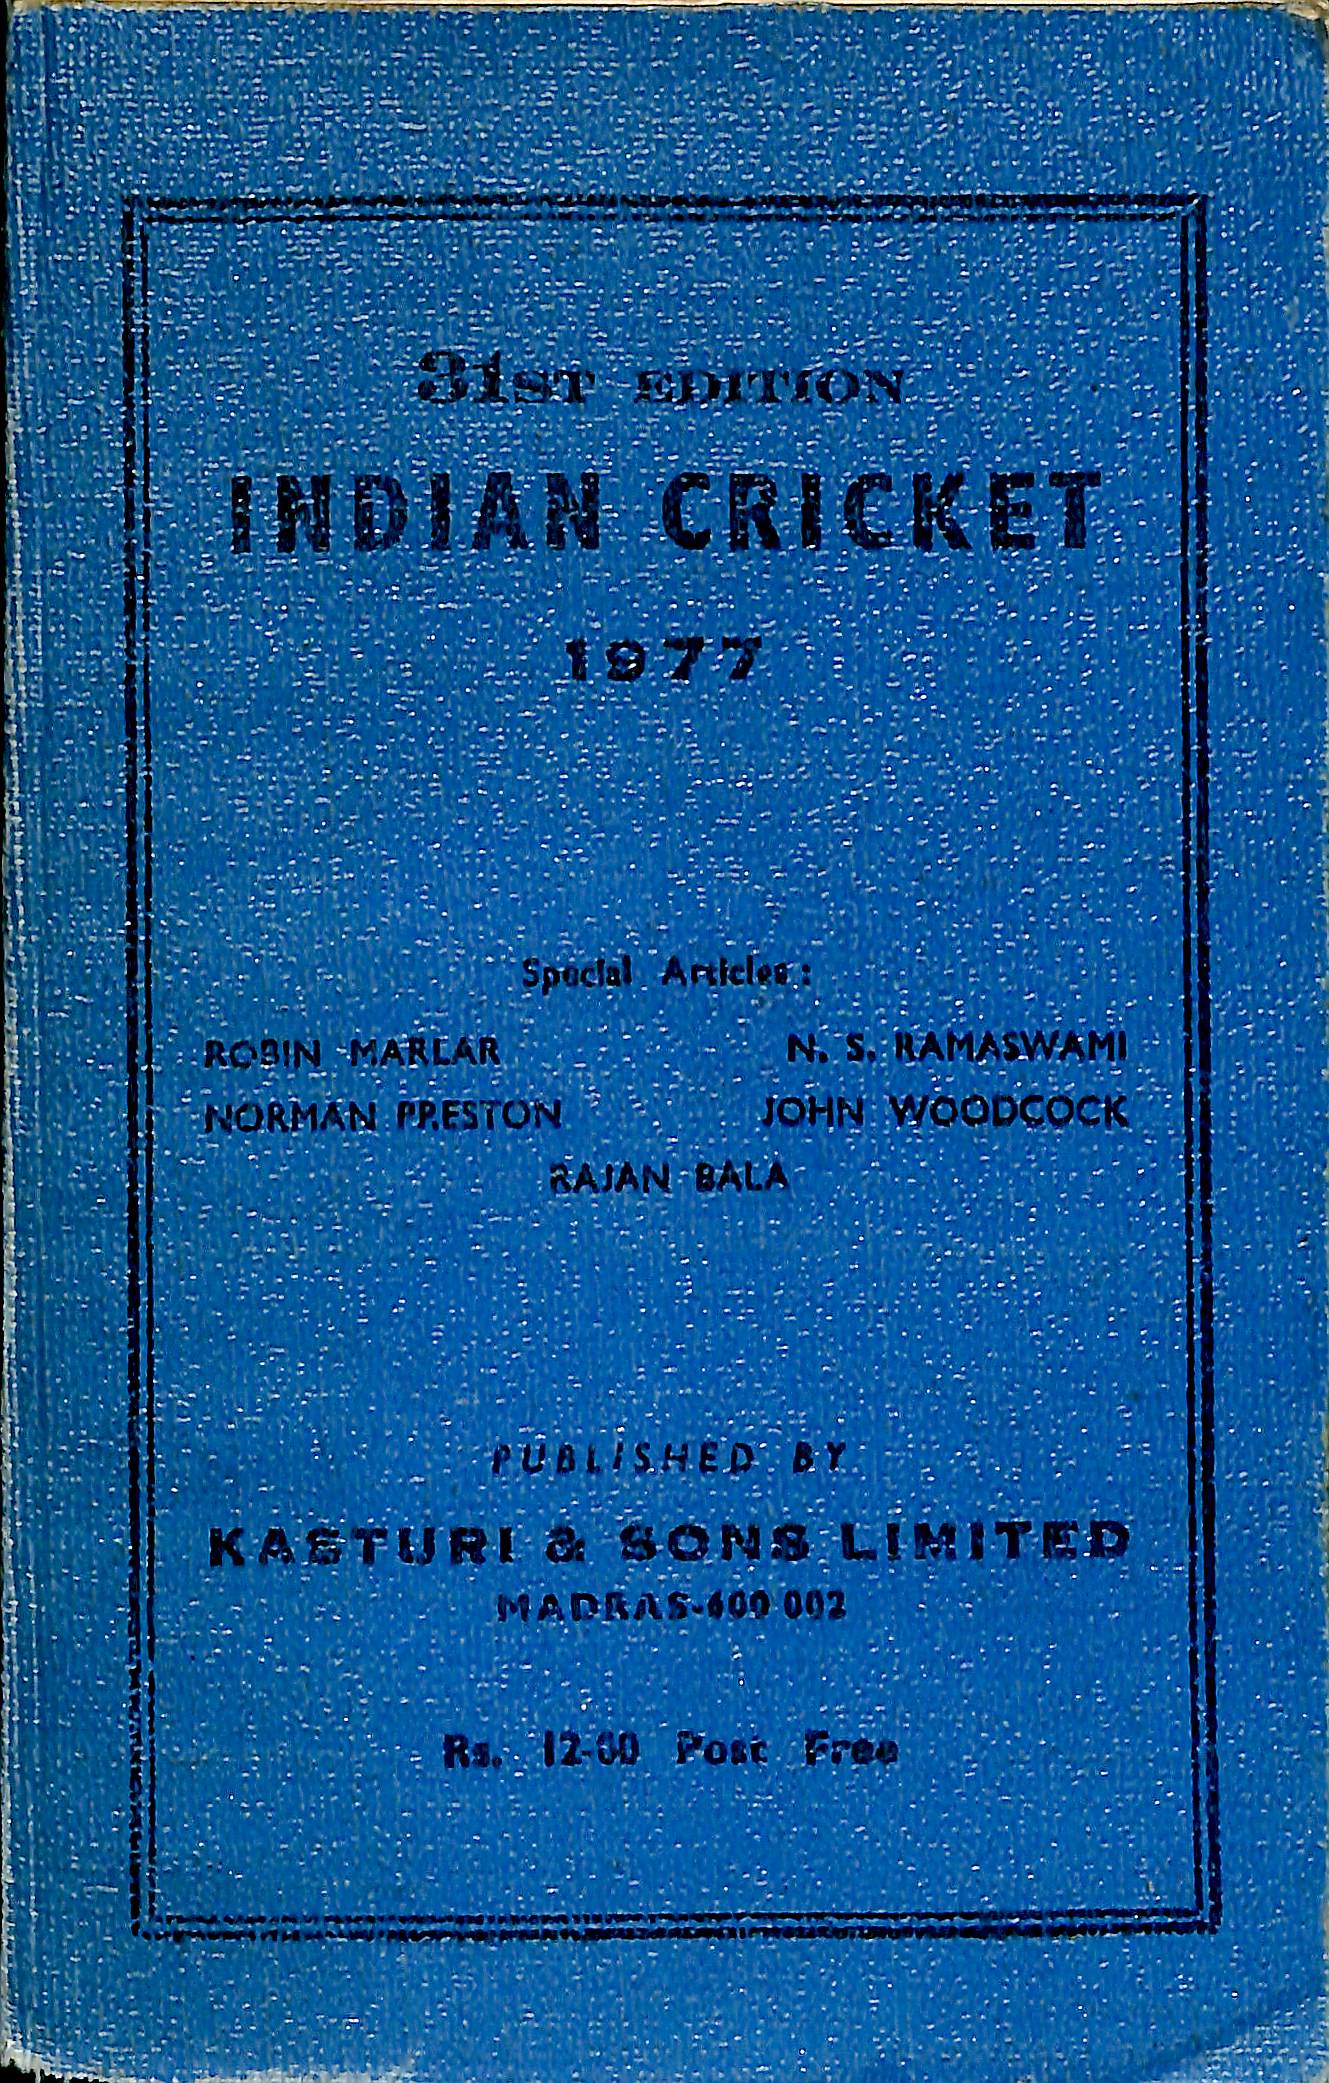 31ST EDITION
INDIAN CRICKET
1977
Special Articles :
ROBIN MARLAR N. S. RAMASWAMI
NORMAN PRESTON JOHN WOODCOCK
RAJAN BALA
PUBLISHED BY
KASTURI & SONS LIMITED
MADRAS-600 002
Rs. 12-00 Post Free